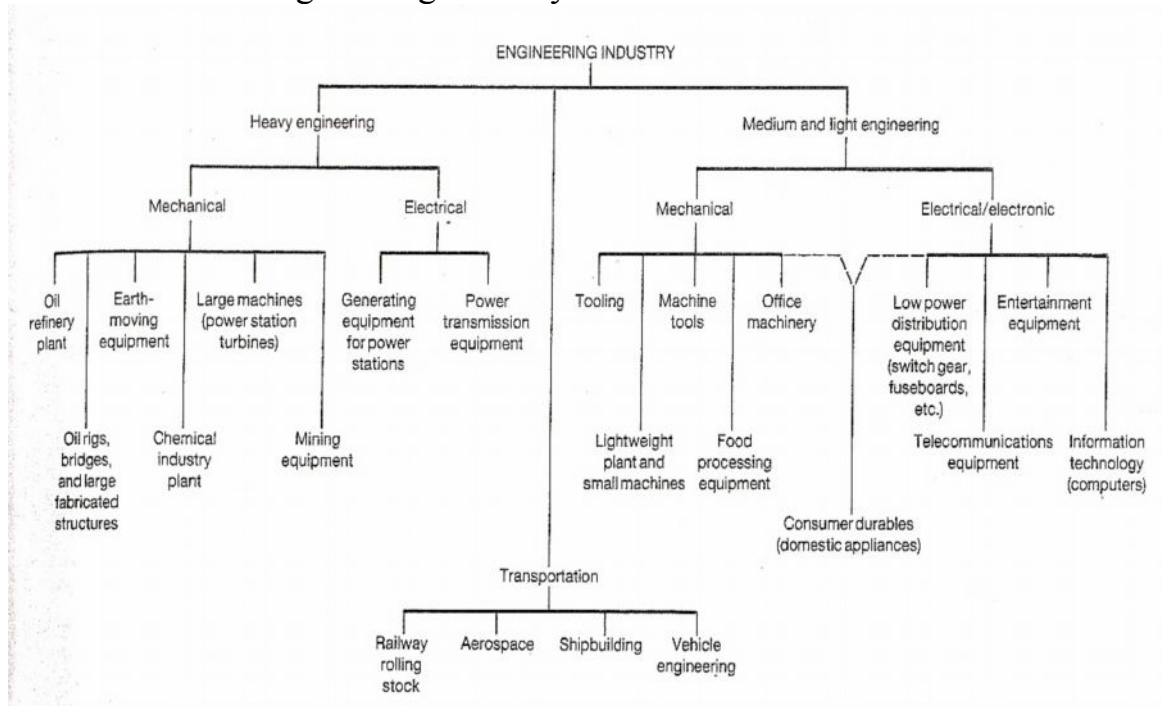 ENGINEERING INDUSTRY
Heavy engineering
Medium and light engineering
Mechanical
Electrical
Mechanical
Electrical/electronic
Oil
refinery
plant
Earth-
moving
equipment
Large machines
(power station
turbines)
Generating
equipment
for power
stations
Power
transmission
equipment
Tooling
Machine
tools
Office
machinery
Low power
distribution
equipment
(switch gear,
fuseboards,
etc.)
Entertainment
equipment
Oil rigs,
bridges,
and large
fabricated
structures
Chemical
industry
plant
Mining
equipment
Lightweight
plant and
small machines
Food
processing
equipment
Telecommunications
equipment
Information
technology
(computers)
Consumer durables
(domestic appliances)
Transportation
Railway
rolling
stock
Aerospace
Shipbuilding
Vehicle
engineering